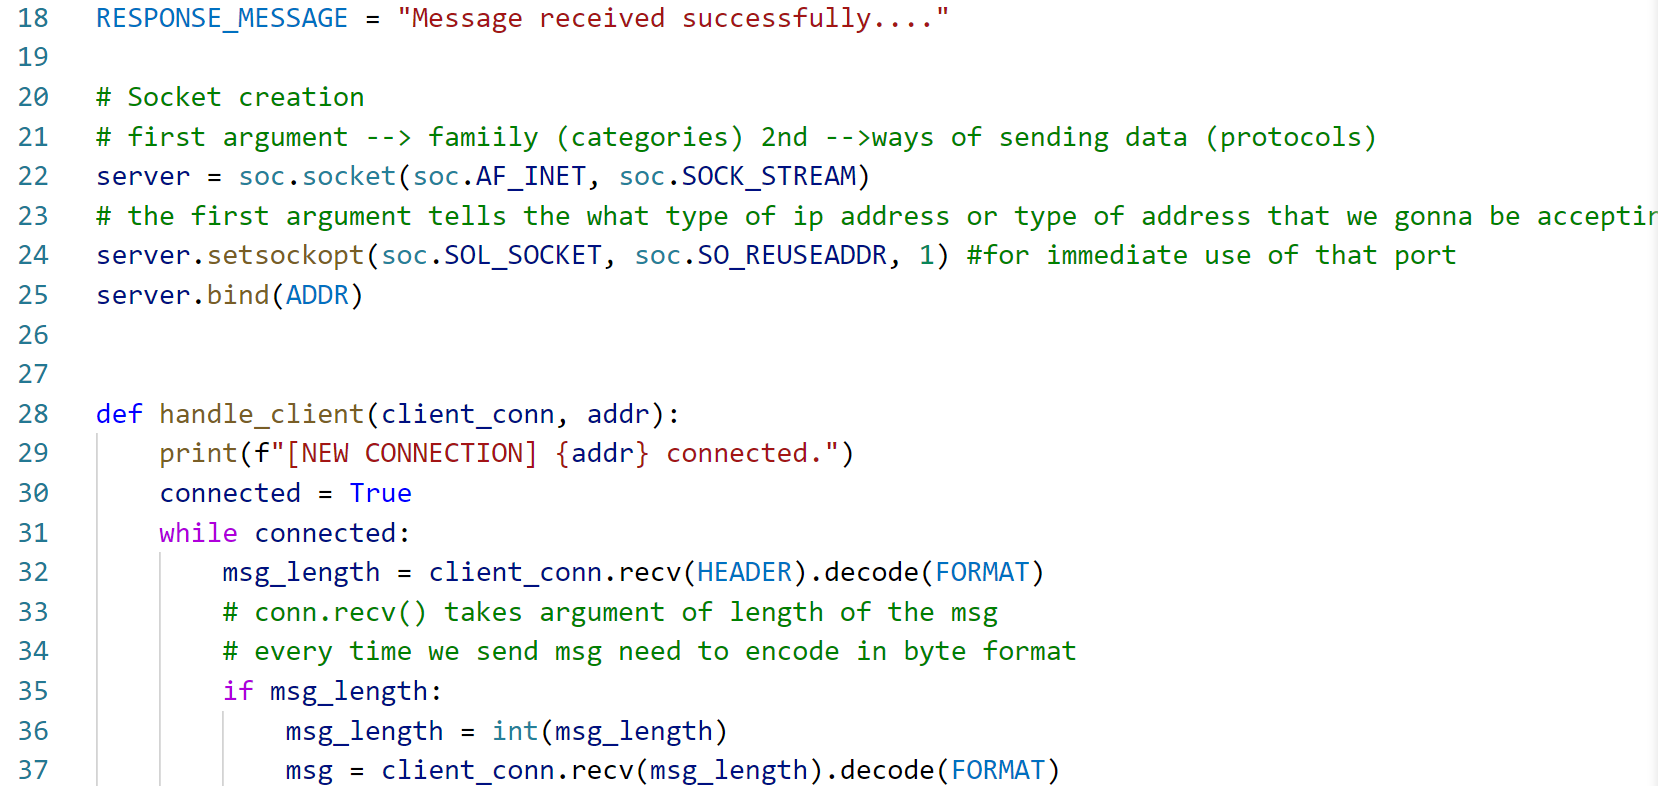 18 RESPONSE_MESSAGE = "Message received successfully...."
19
20 # Socket creation
21 # first argument --> famiily (categories) 2nd -->ways of sending data (protocols)
22 server = soc.socket(soc.AF_INET, soc.SOCK_STREAM)
23 # the first argument tells the what type of ip address or type of address that we gonna be
24 server.setsockopt(soc.SOL_SOCKET, soc.SO_REUSEADDR, 1) #for immediate use of that port
25 server.bind(ADDR)
26
27
28 def handle_client(client_conn, addr):
29     print(f"[NEW CONNECTION] {addr} connected.")
30     connected = True
31     while connected:
32         msg_length = client_conn.recv(HEADER).decode(FORMAT)
33         # conn.recv() takes argument of length of the msg
34         # every time we send msg need to encode in byte format
35         if msg_length:
36             msg_length = int(msg_length)
37             msg = client_conn.recv(msg_length).decode(FORMAT)